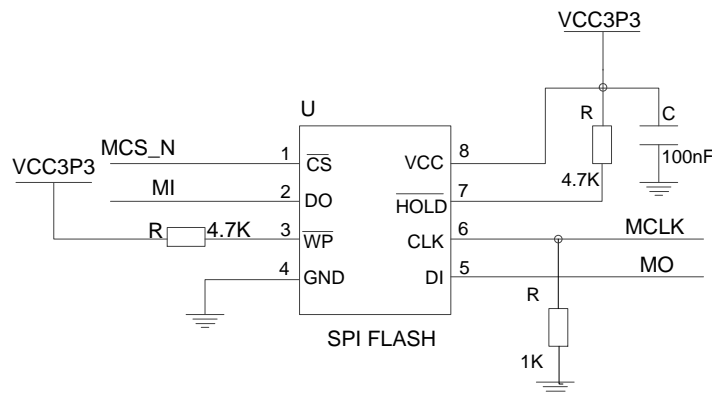 VCC3P3
U
R
C
MCS_N
1
CS
VCC
8
100nF
VCC3P3
MI
2
DO
HOLD
7
4.7K
R
4.7K
3
WP
CLK
6
MCLK
4
GND
DI
5
MO
R
SPI FLASH
1K